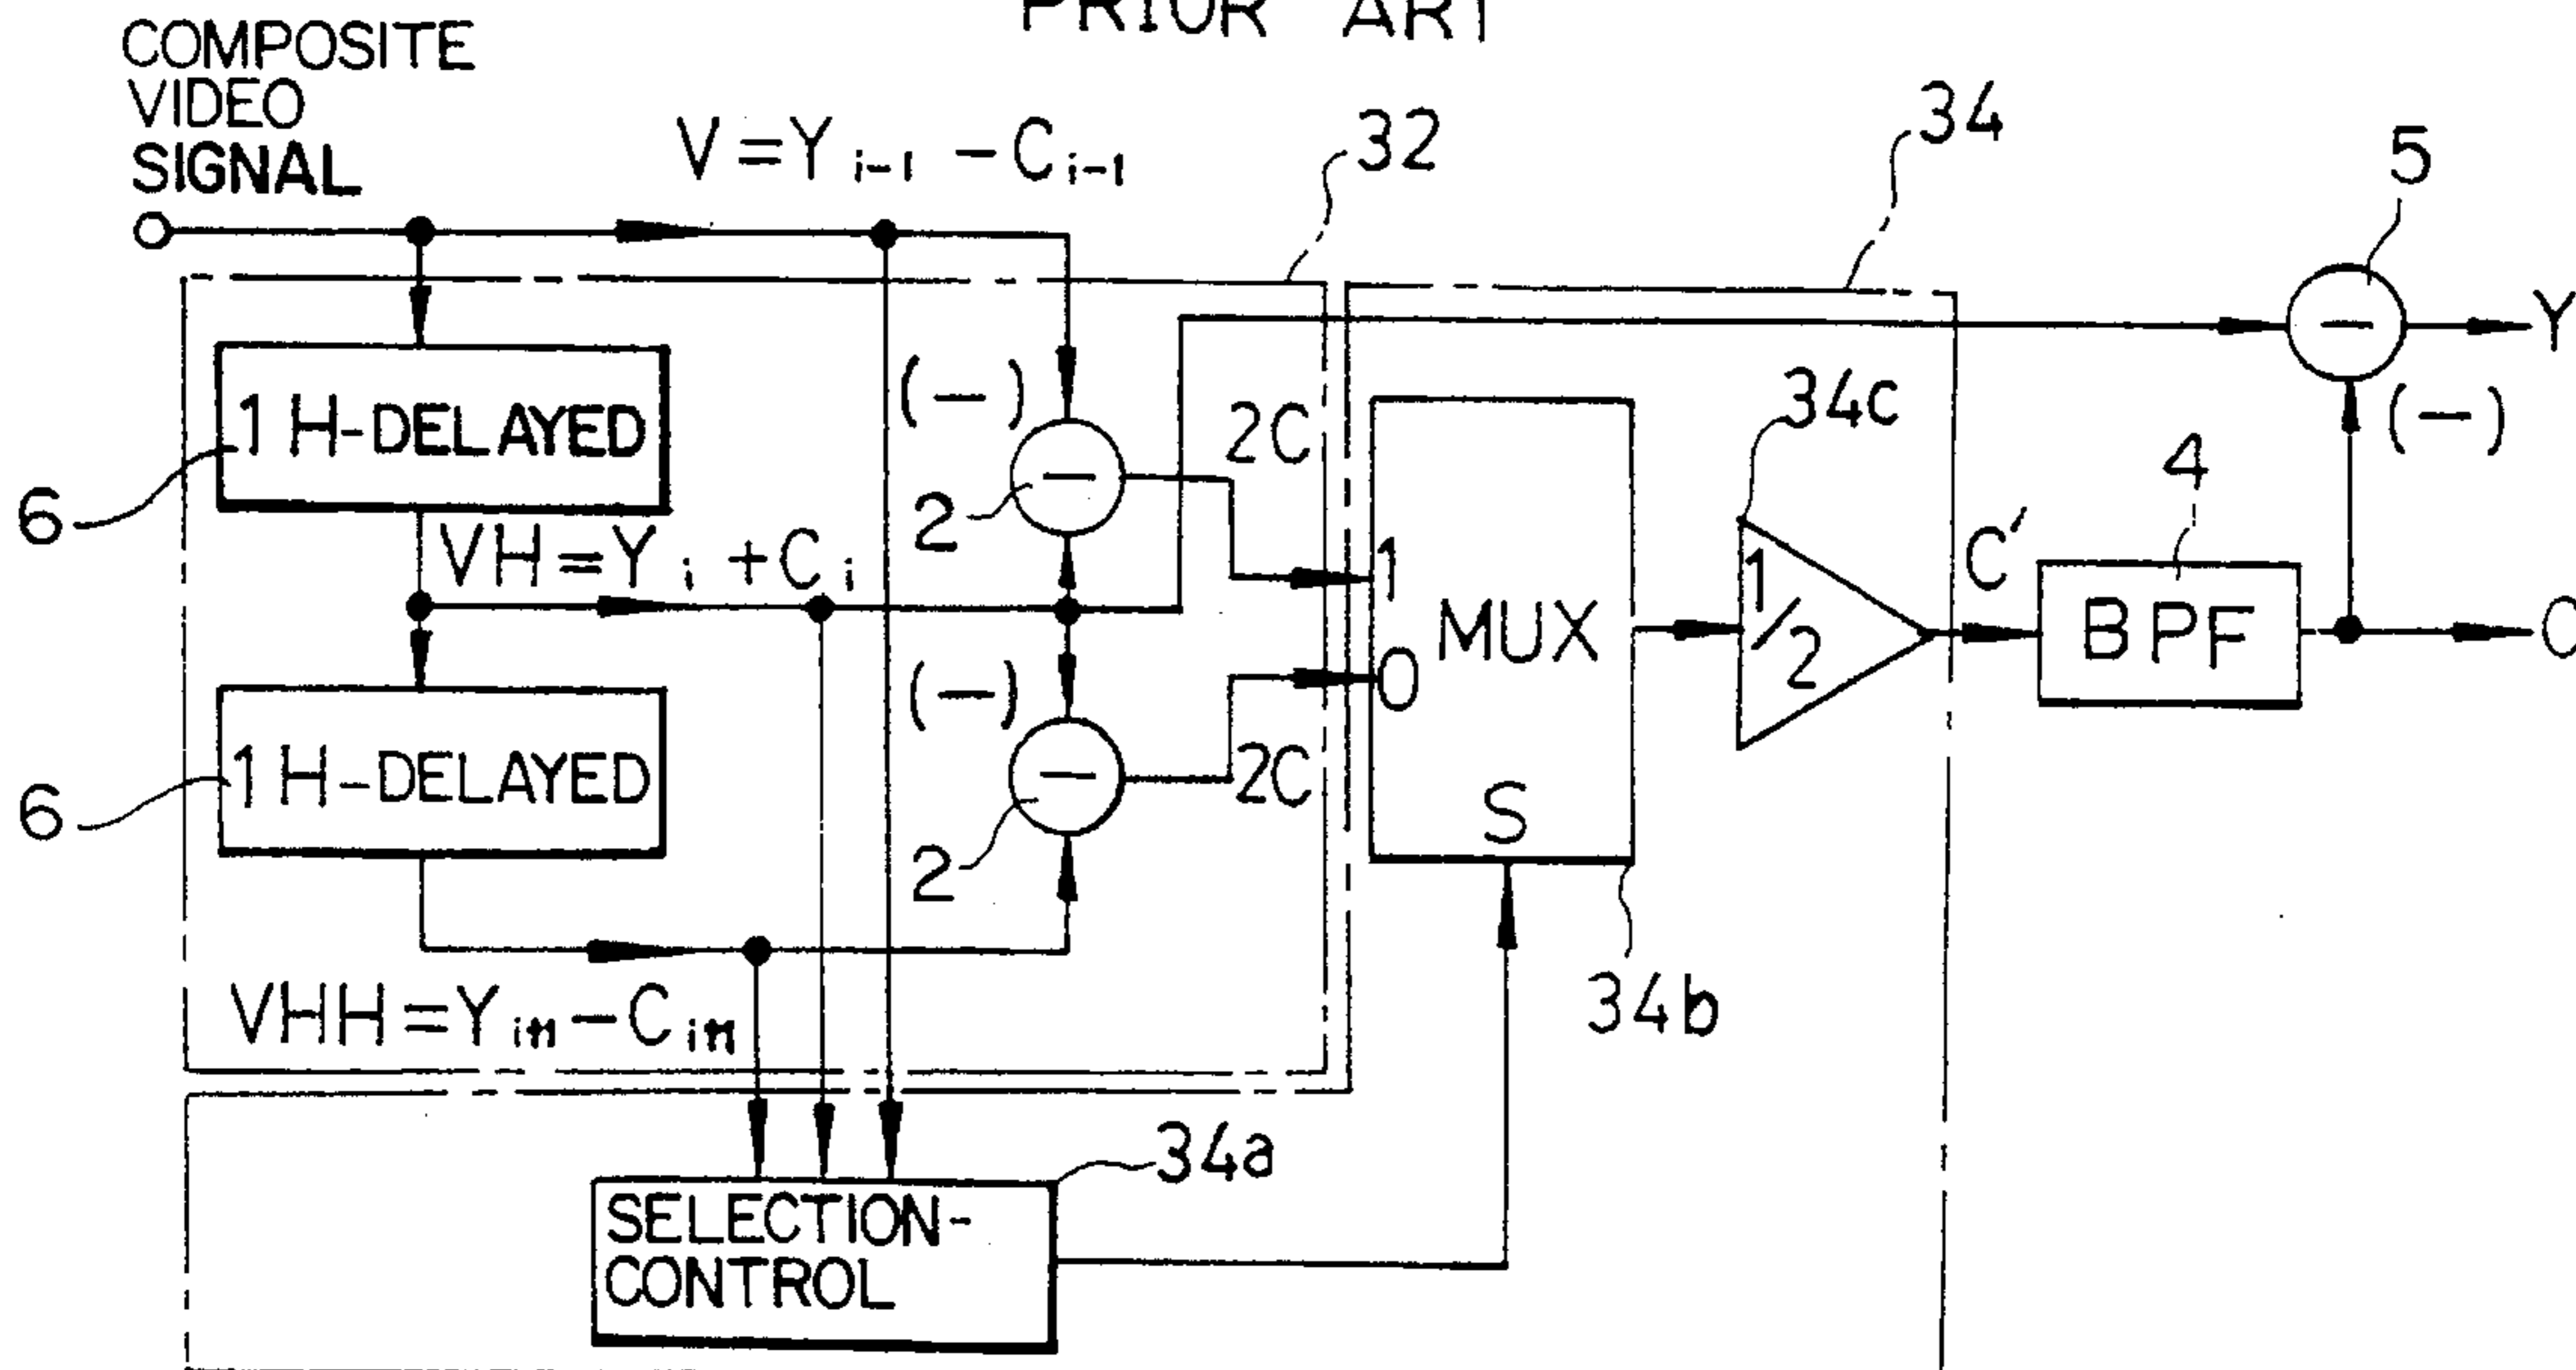 PRIOR ART
COMPOSITE
VIDEO
SIGNAL
V=Y i-1 -C i-1
32
34
5
Y
(-)
-
(-)
1 H-DELAYED
6
2
-
2C
34c
4
VH=Y i +C i
1
0
MUX
S
1/2
C'
BPF
C
(-)
1 H-DELAYED
6
2
-
2C
34b
VHH=Y i+1 -C i+1
34a
SELECTION-
CONTROL